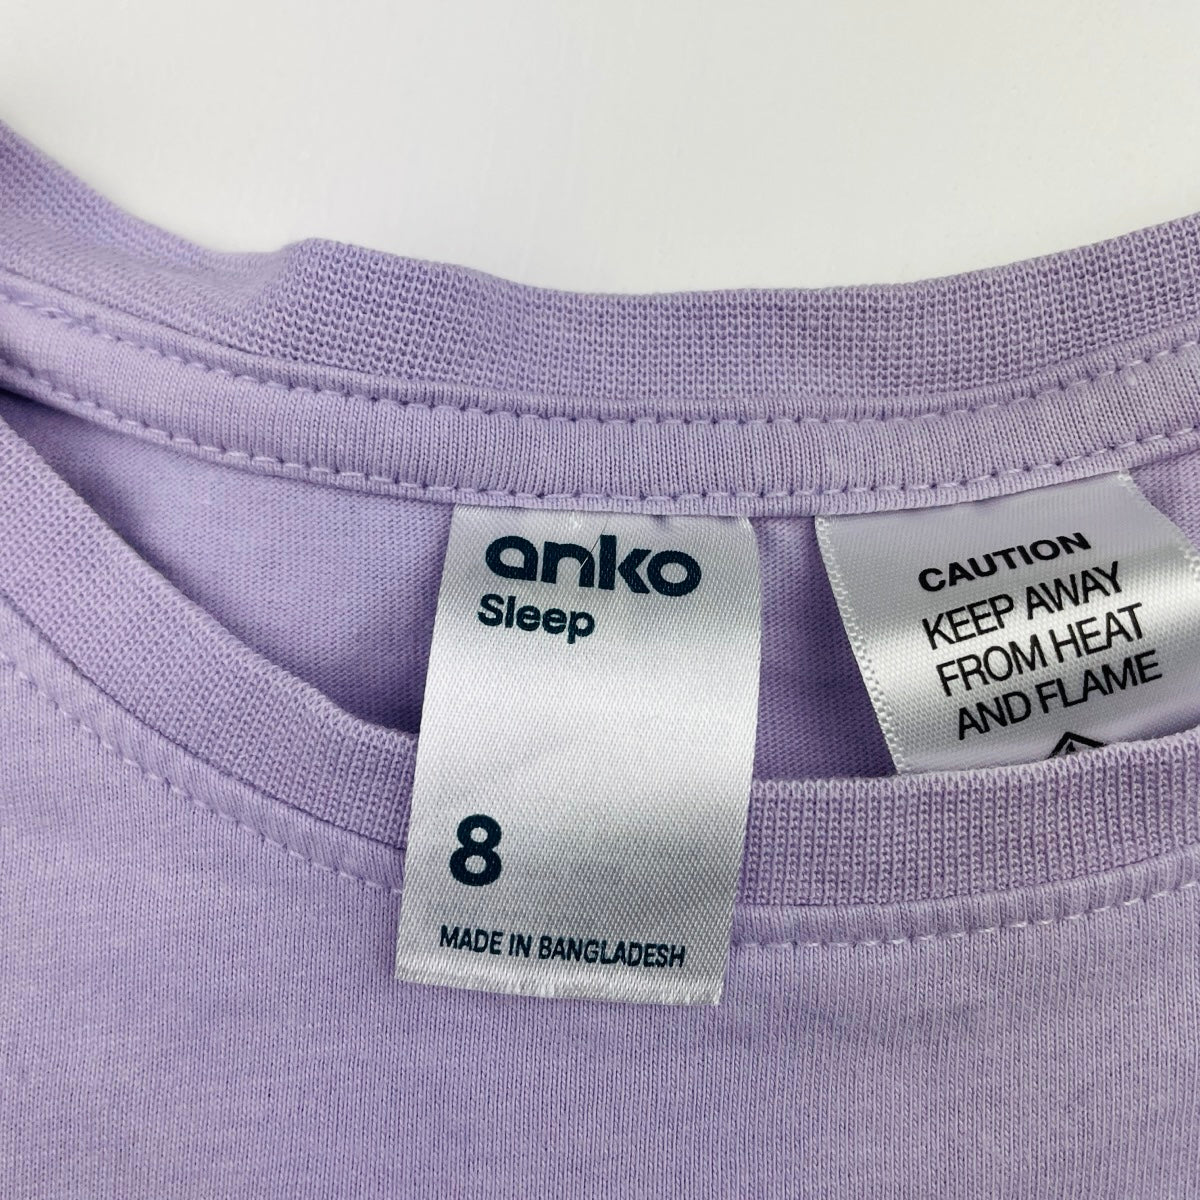 anko
Sleep
8
MADE IN BANGLADESH
CAUTION
KEEP AWAY
FROM HEAT
AND FLAME